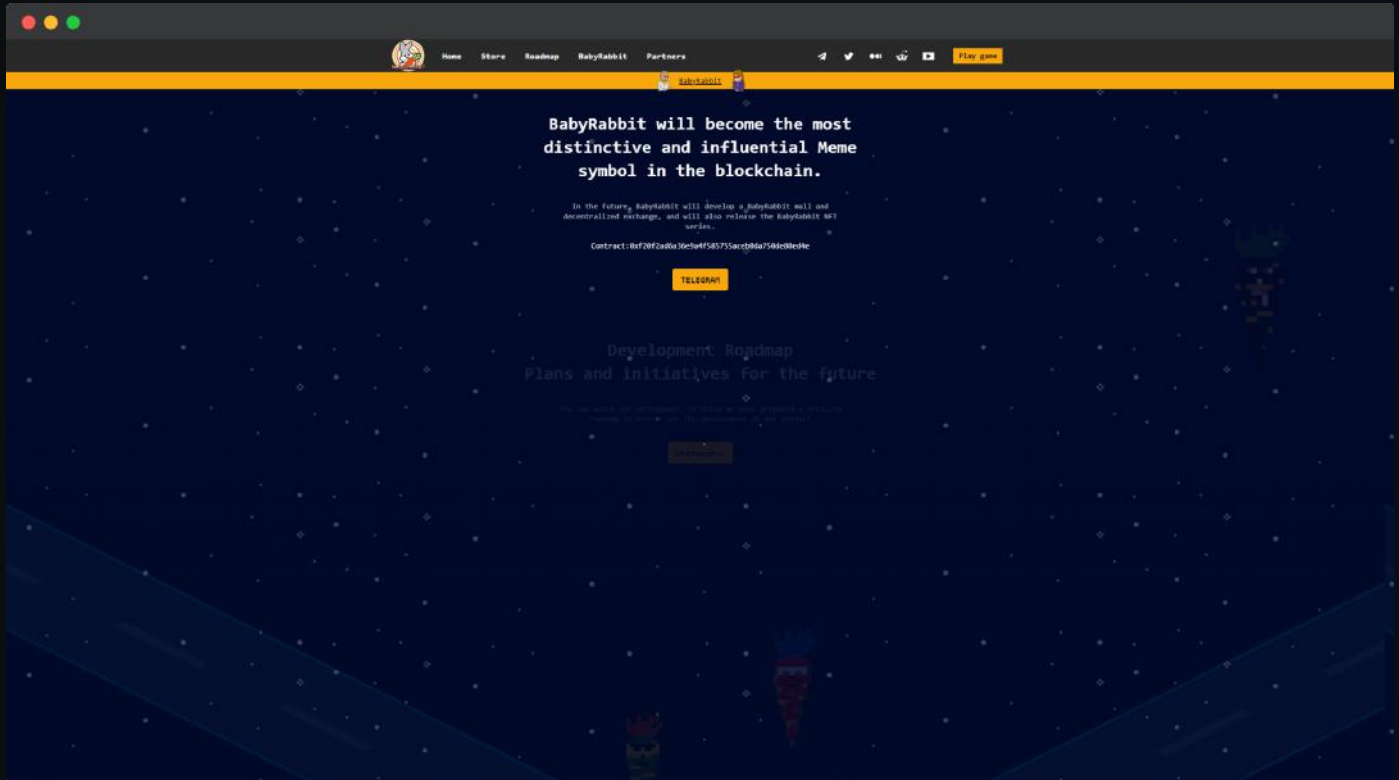 Home Store Roadmap BabyRabbit Partners Play game
BabyRabbit
BabyRabbit will become the most
distinctive and influential Meme
symbol in the blockchain.
In the future, BabyRabbit will develop a BabyRabbit mall and
decentralized exchange, and will also release the BabyRabbit NFT
series.
Contract:0xf20f2ad6a36e9a4f585755aceb0da750de80ed4e
TELEGRAM
Development Roadmap
Plans and initiatives for the future